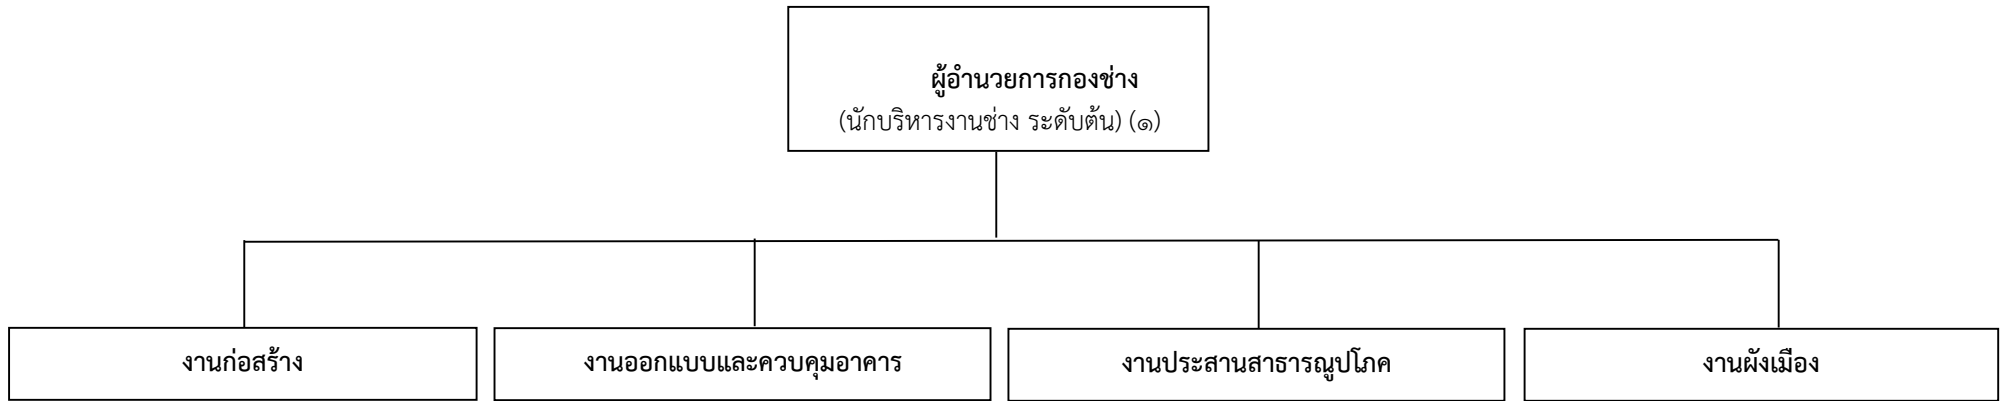 ผู้อำนวยการกองช่าง
(นักบริหารงานช่าง ระดับต้น) (๑)
งานก่อสร้าง
งานออกแบบและควบคุมอาคาร
งานประสานสาธารณูปโภค
งานผังเมือง